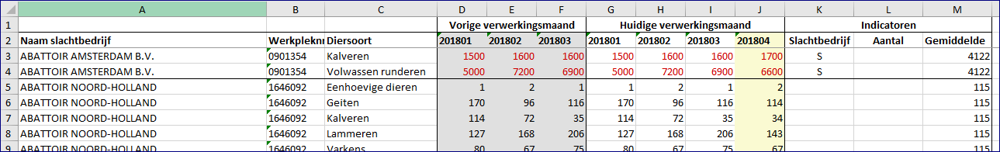 A B C D E F G H I J K L M
1 Vorige verwerkingsmaand Huidige verwerkingsmaand Indicatoren
2 Naam slachtbedrijf Werkplekn Diersoort 201801 201802 201803 201801 201802 201803 201804 Slachtbedrijf Aantal Gemiddelde
3 ABATTOIR AMSTERDAM B.V. 0901354 Kalveren 1500 1600 1600 1500 1600 1600 1700 S 4122
4 ABATTOIR AMSTERDAM B.V. 0901354 Volwassen runderen 5000 7200 6900 5000 7200 6900 6600 S 4122
5 ABATTOIR NOORD-HOLLAND 1646092 Eenhoevige dieren 1 2 1 1 2 1 2 115
6 ABATTOIR NOORD-HOLLAND 1646092 Geiten 170 96 116 170 96 116 114 115
7 ABATTOIR NOORD-HOLLAND 1646092 Kalveren 114 72 35 114 72 35 34 115
8 ABATTOIR NOORD-HOLLAND 1646092 Lammeren 127 168 206 127 168 206 143 115
9 ABATTOIR NOORD-HOLLAND 1646092 Varkens 80 67 75 80 67 75 67 115